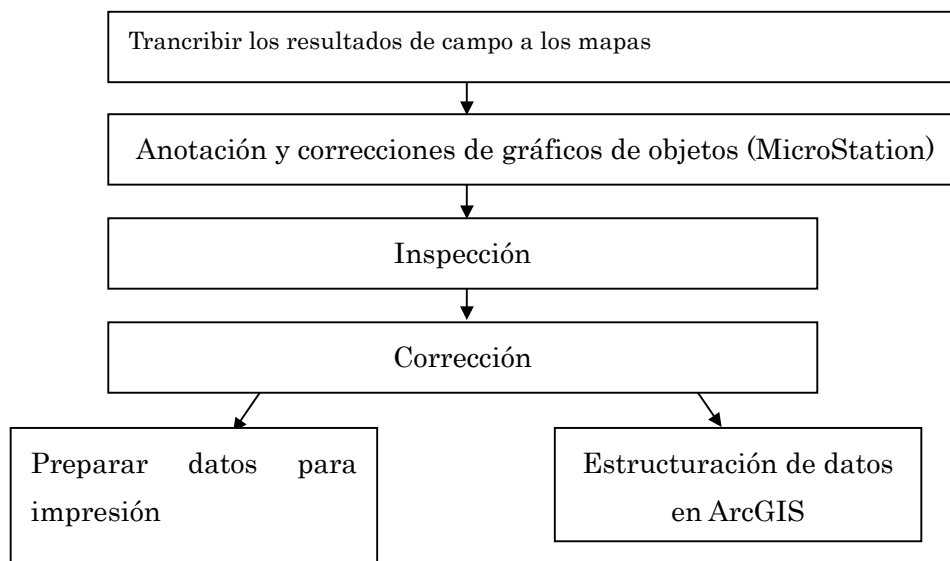 Trancribir los resultados de campo a los mapas
Anotación y correcciones de gráficos de objetos (MicroStation)
Inspección
Corrección
Preparar datos para
impresión
Estructuración de datos
en ArcGIS